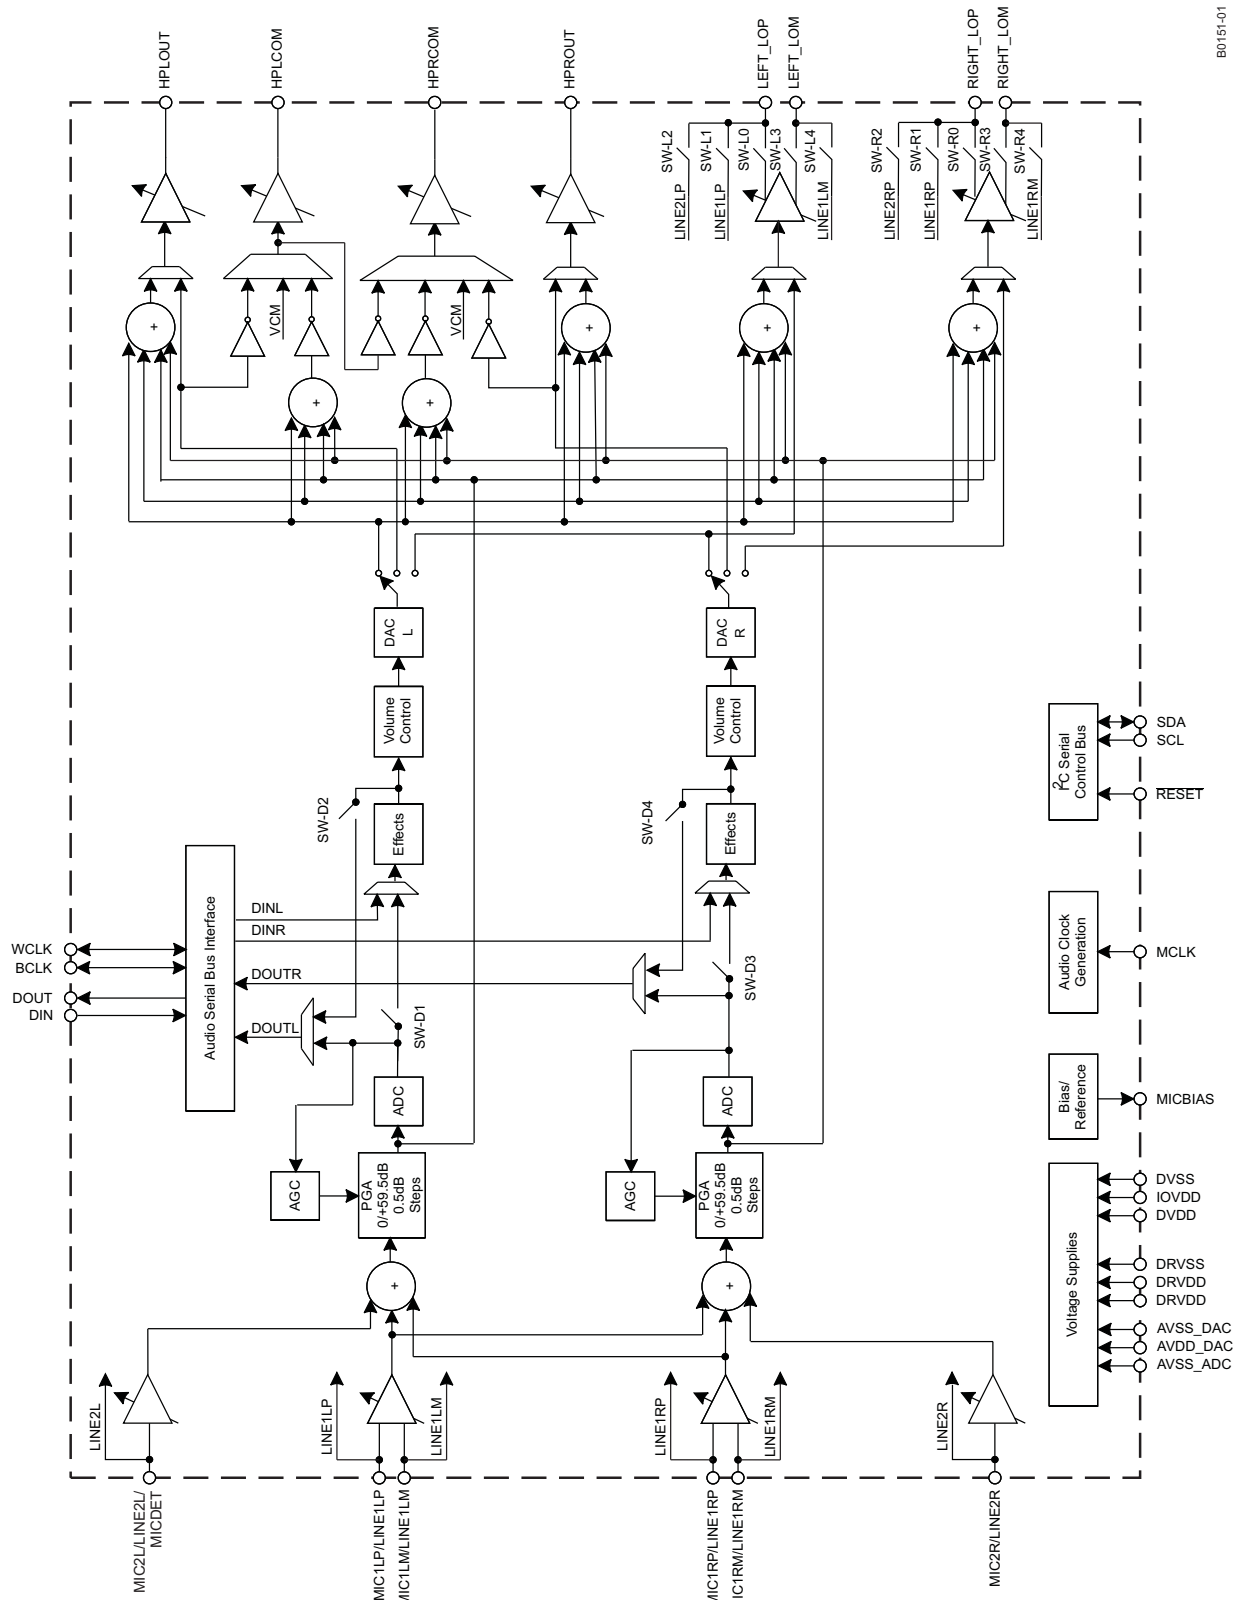 B0151-01
HPLOUT
HPLCOM
HPRCOM
HPROUT
LEFT_LOP
LEFT_LOM
RIGHT_LOP
RIGHT_LOM
SW-L2
SW-L1
SW-L0
SW-L3
SW-L4
LINE2LP
LINE1LP
LINE1LM
SW-R2
SW-R1
SW-R0
SW-R3
SW-R4
LINE2RP
LINE1RP
LINE1RM
VCM
VCM
+
+
+
+
+
+
DAC
L
DAC
R
Volume
Control
Volume
Control
SW-D2
SW-D4
Effects
Effects
I2C Serial
Control Bus
SDA
SCL
RESET
Audio Serial Bus Interface
DINL
DINR
DOUTR
DOUTL
WCLK
BCLK
DOUT
DIN
SW-D1
SW-D3
Audio Clock
Generation
MCLK
ADC
ADC
Bias/
Reference
MICBIAS
AGC
PGA
0/+59.5dB
0.5dB
Steps
AGC
PGA
0/+59.5dB
0.5dB
Steps
+
+
Voltage Supplies
DVSS
IOVDD
DVDD
DRVSS
DRVDD
DRVDD
AVSS_DAC
AVDD_DAC
AVSS_ADC
LINE2L
LINE1LP
LINE1LM
LINE1RP
LINE1RM
LINE2R
MIC2L/LINE2L/
MICDET
MIC1LP/LINE1LP
MIC1LM/LINE1LM
MIC1RP/LINE1RP
IC1RM/LINE1RM
MIC2R/LINE2R